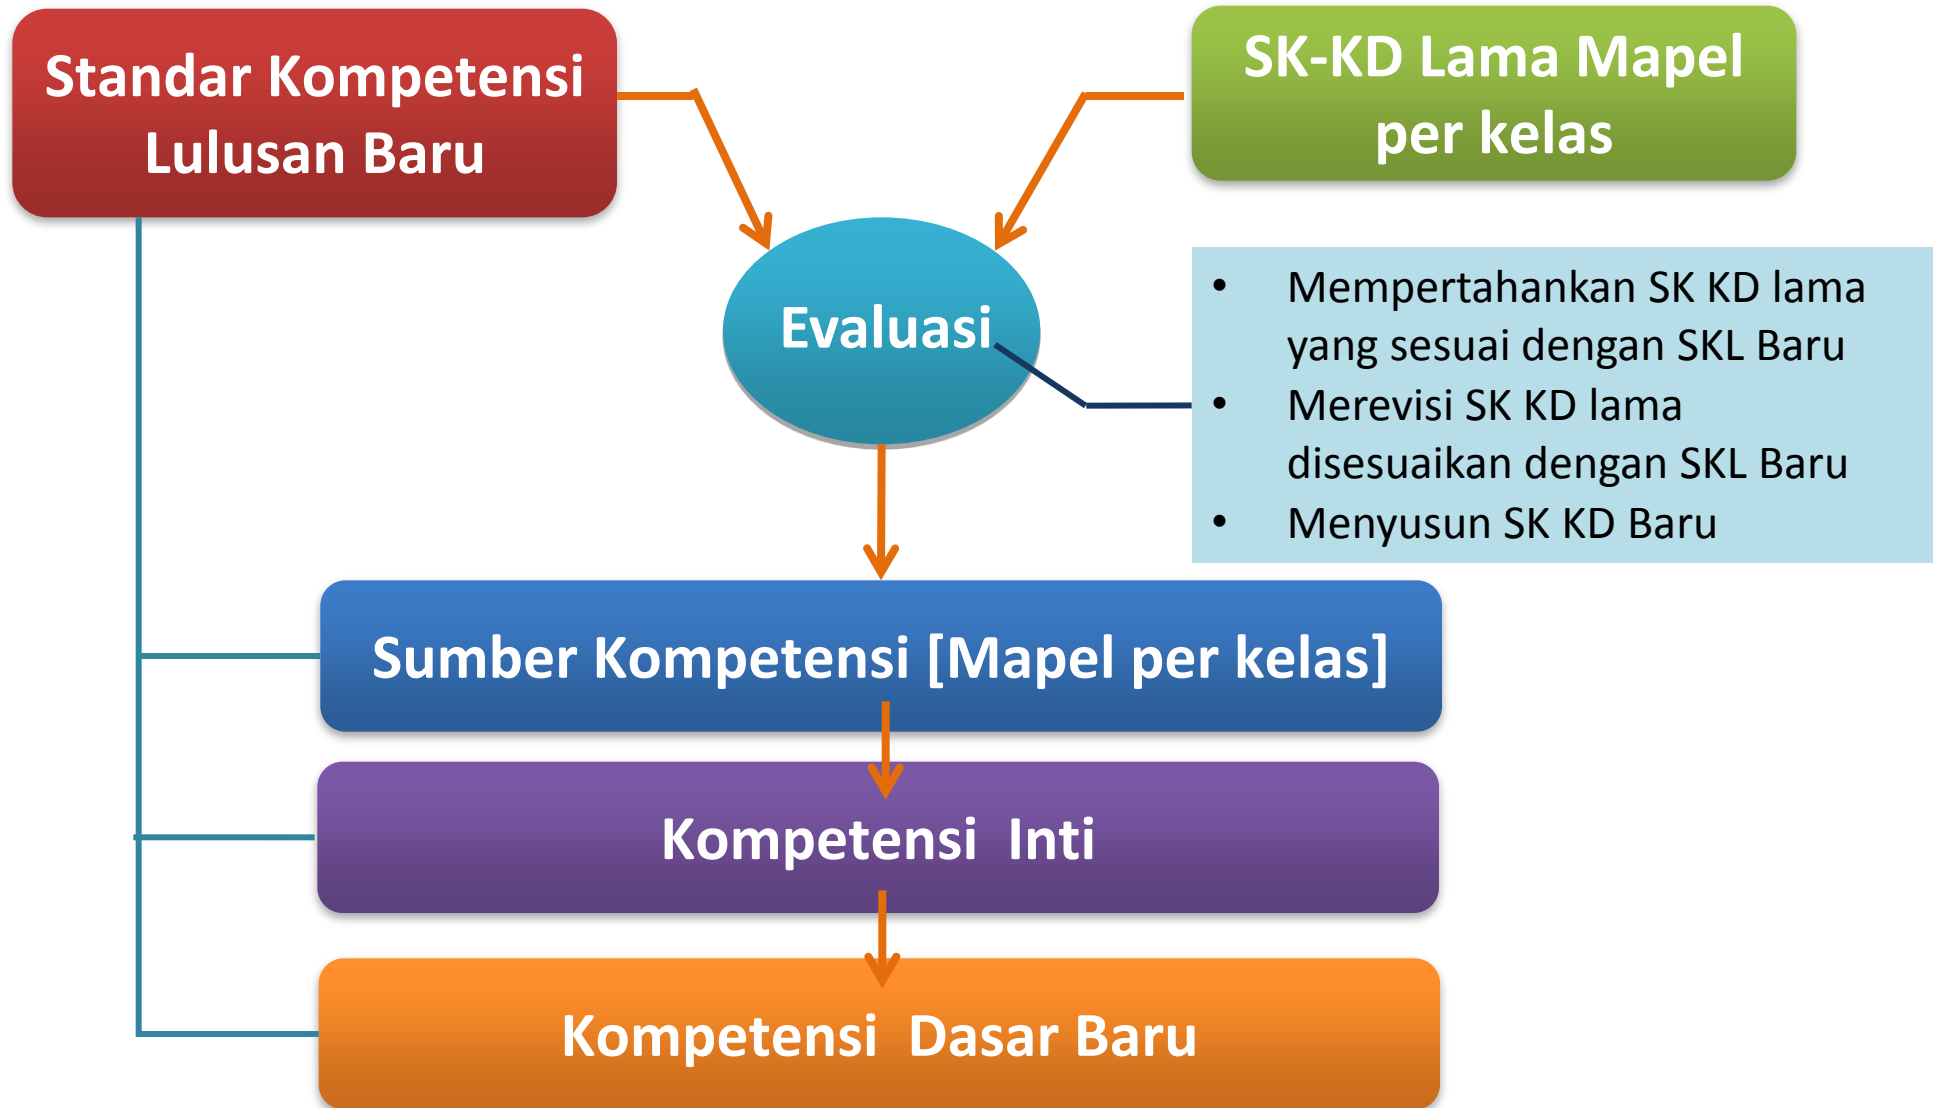 Standar Kompetensi
Lulusan Baru
SK-KD Lama Mapel
per kelas
Evaluasi
• Mempertahankan SK KD lama
yang sesuai dengan SKL Baru
• Merevisi SK KD lama
disesuaikan dengan SKL Baru
• Menyusun SK KD Baru
Sumber Kompetensi [Mapel per kelas]
Kompetensi Inti
Kompetensi Dasar Baru